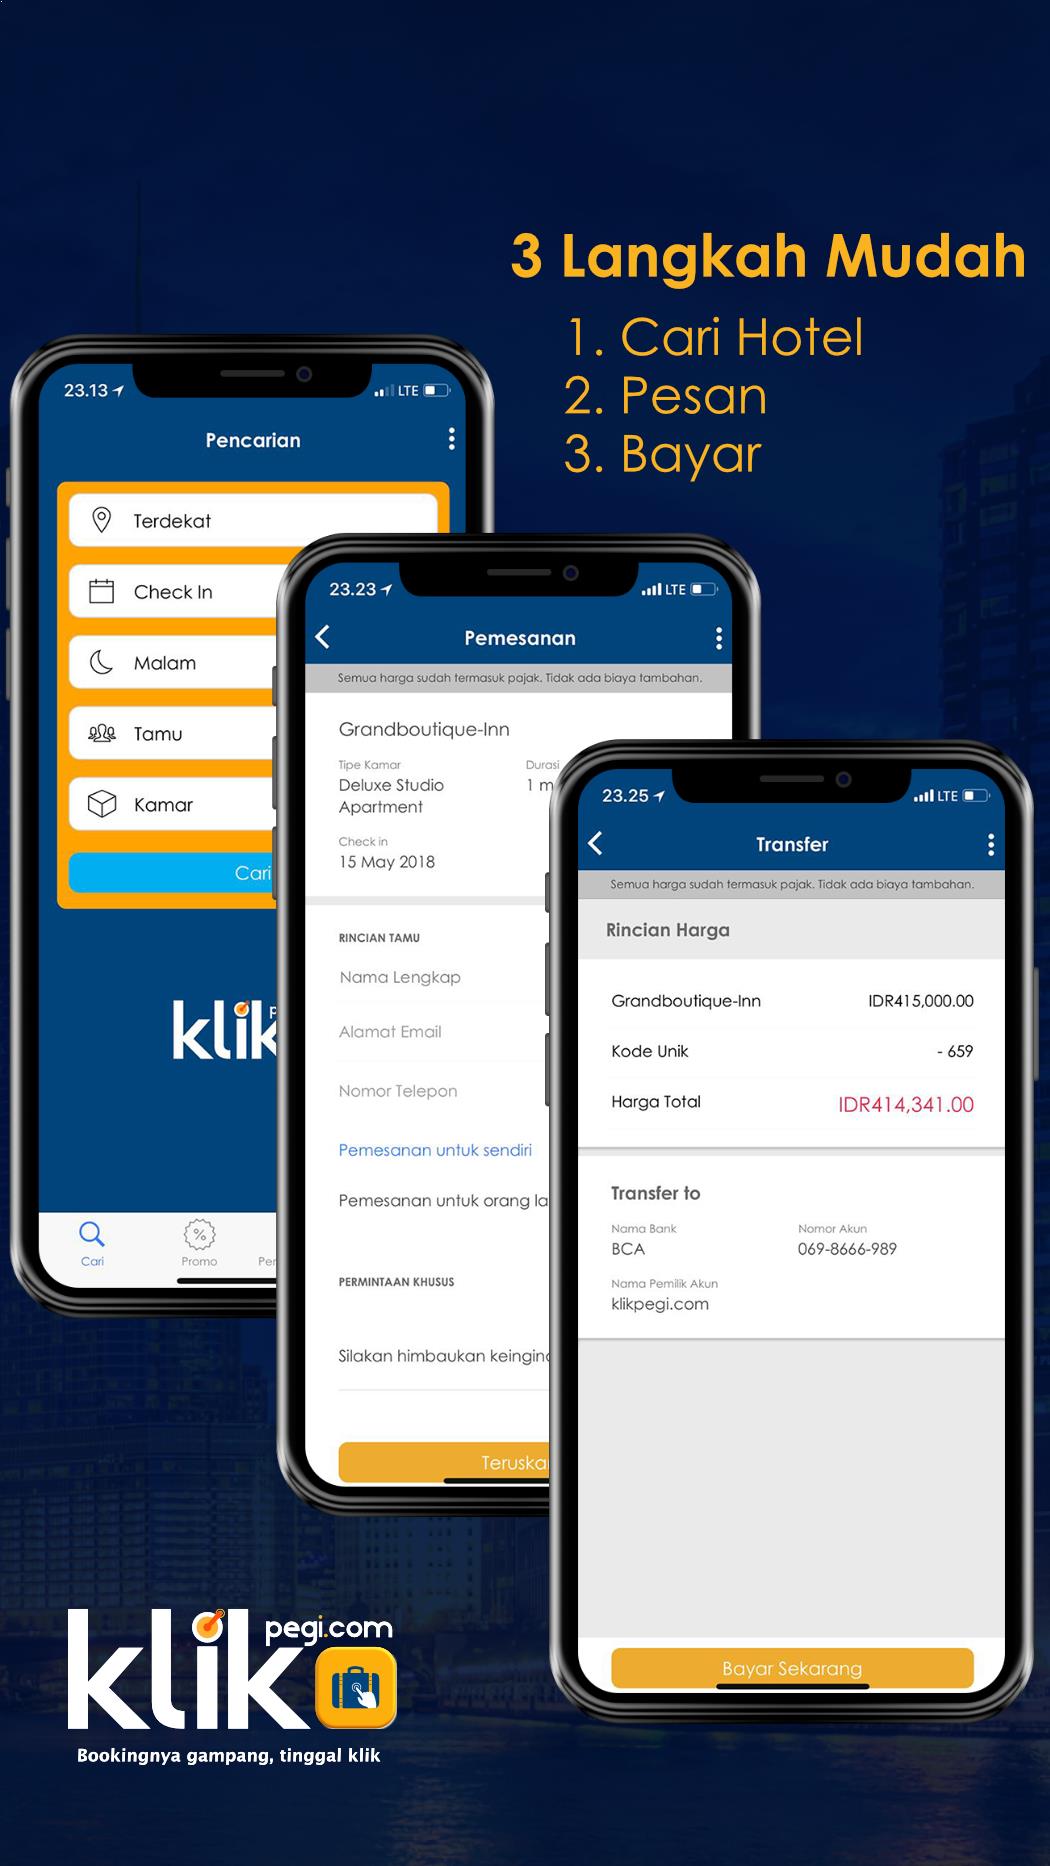 3 Langkah Mudah
1. Cari Hotel
2. Pesan
3. Bayar
23.13
LTE
Pencarian
Terdekat
Check In
Malam
Tamu
Kamar
Cari
klik
Cari
Promo
23.23
LTE
Pemesanan
Semua harga sudah termasuk pajak. Tidak ada biaya tambahan.
Grandboutique-Inn
Tipe Kamar
Durasi
Deluxe Studio
1 m
Apartment
Check in
15 May 2018
RINCIAN TAMU
Nama Lengkap
Alamat Email
Nomor Telepon
Pemesanan untuk sendiri
Pemesanan untuk orang la
PERMINTAAN KHUSUS
Silakan himbaukan keingin
Teruska
23.25
LTE
Transfer
Semua harga sudah termasuk pajak. Tidak ada biaya tambahan.
Rincian Harga
Grandboutique-Inn IDR415,000.00
Kode Unik - 659
Harga Total IDR414,341.00
Transfer to
Nama Bank Nomor Akun
BCA 069-8666-989
Nama Pemilik Akun
klikpegi.com
Bayar Sekarang
klik pegi.com
Bookingnya gampang, tinggal klik